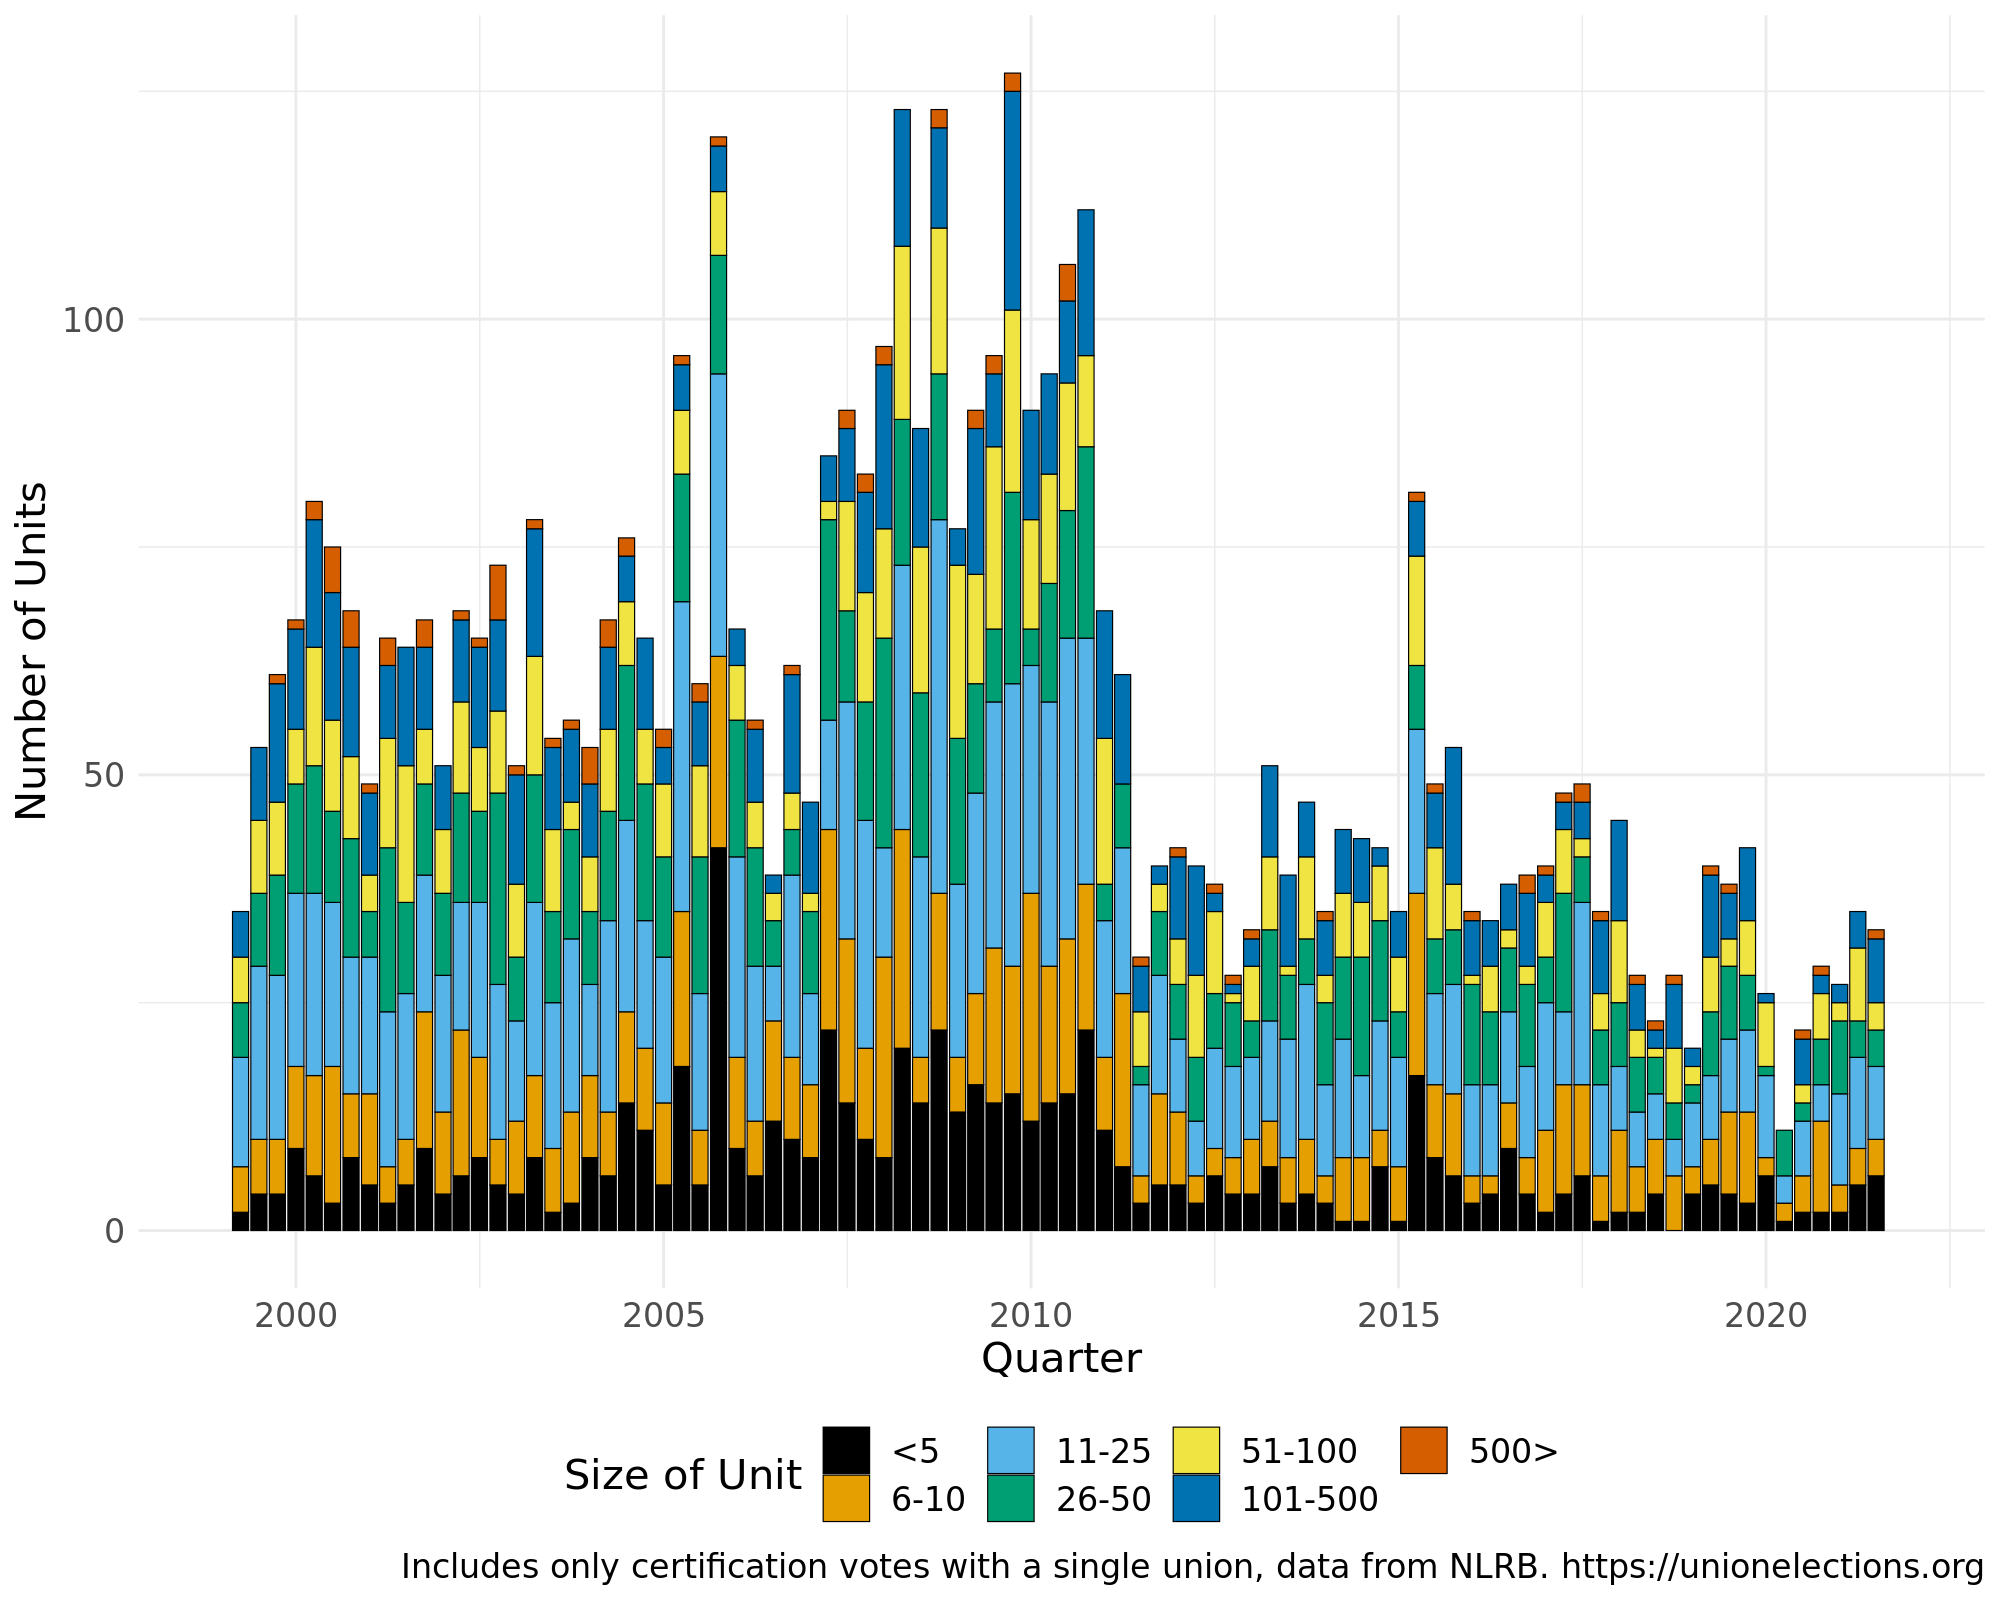 Number of Units
100
50
0
2000 2005 2010 2015 2020
Quarter
Size of Unit
<5 11-25 51-100 500>
6-10 26-50 101-500
Includes only certification votes with a single union, data from NLRB. https://unionelections.org